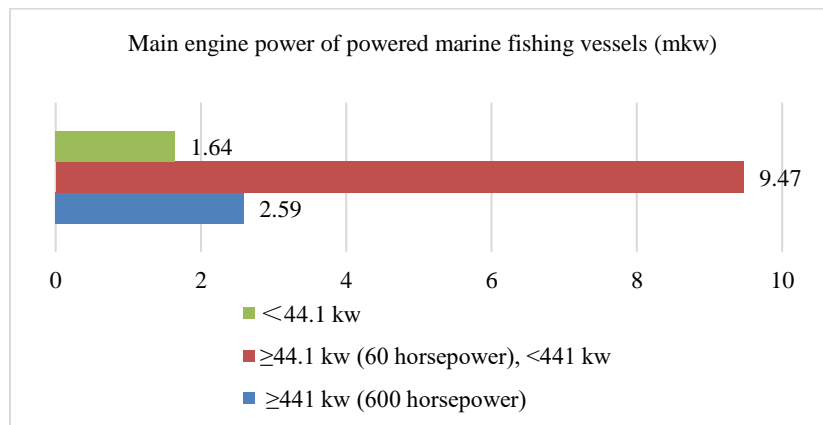 Main engine power of powered marine fishing vessels (mkw)
1.64
9.47
2.59
0 2 4 6 8 10
＜44.1 kw
≥44.1 kw (60 horsepower), <441 kw
≥441 kw (600 horsepower)